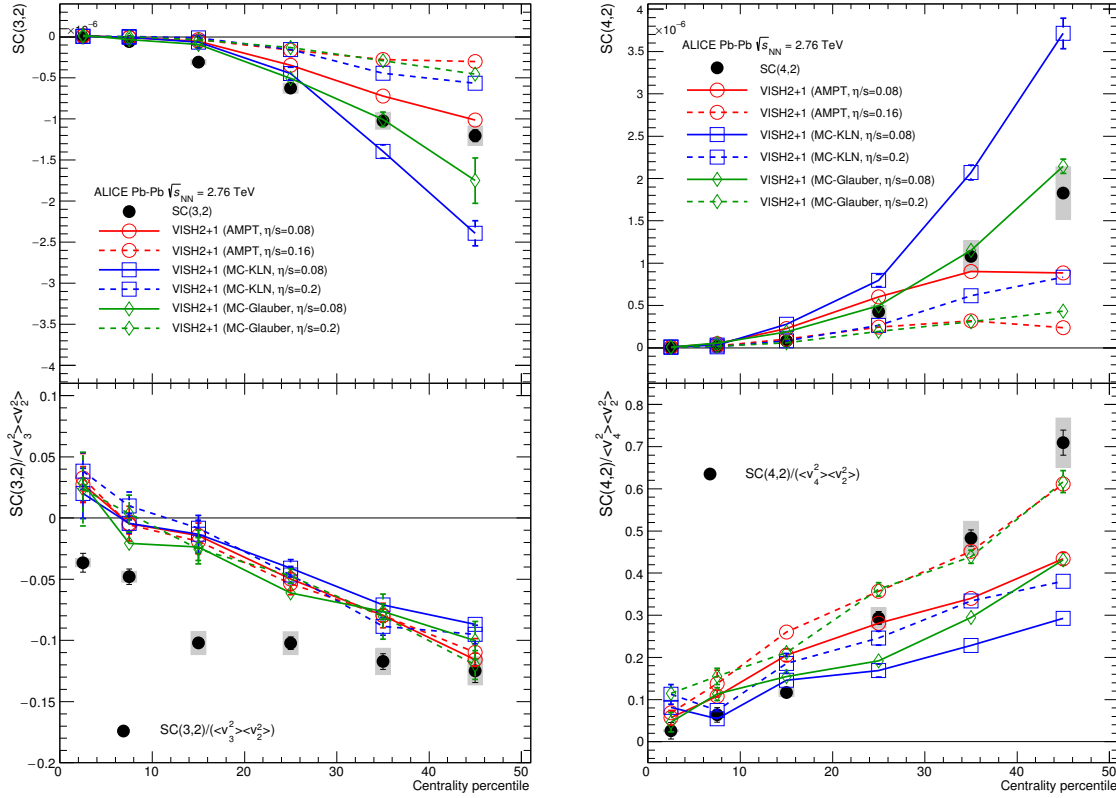 SC(3,2)
×10⁻⁶
0
−0.5
−1
−1.5
−2
−2.5
−3
−3.5
−4
ALICE Pb-Pb √s_NN = 2.76 TeV
SC(3,2)
VISH2+1 (AMPT, η/s=0.08)
VISH2+1 (AMPT, η/s=0.16)
VISH2+1 (MC-KLN, η/s=0.08)
VISH2+1 (MC-KLN, η/s=0.2)
VISH2+1 (MC-Glauber, η/s=0.08)
VISH2+1 (MC-Glauber, η/s=0.2)
SC(4,2)
×10⁻⁶
4
3.5
3
2.5
2
1.5
1
0.5
0
ALICE Pb-Pb √s_NN = 2.76 TeV
SC(4,2)
VISH2+1 (AMPT, η/s=0.08)
VISH2+1 (AMPT, η/s=0.16)
VISH2+1 (MC-KLN, η/s=0.08)
VISH2+1 (MC-KLN, η/s=0.2)
VISH2+1 (MC-Glauber, η/s=0.08)
VISH2+1 (MC-Glauber, η/s=0.2)
SC(3,2)/<v₃²><v₂²>
0.1
0.05
0
−0.05
−0.1
−0.15
−0.2
SC(3,2)/(<v₃²><v₂²>)
0 10 20 30 40 50
Centrality percentile
SC(4,2)/<v₄²><v₂²>
0.8
0.7
0.6
0.5
0.4
0.3
0.2
0.1
0
SC(4,2)/(<v₄²><v₂²>)
0 10 20 30 40 50
Centrality percentile